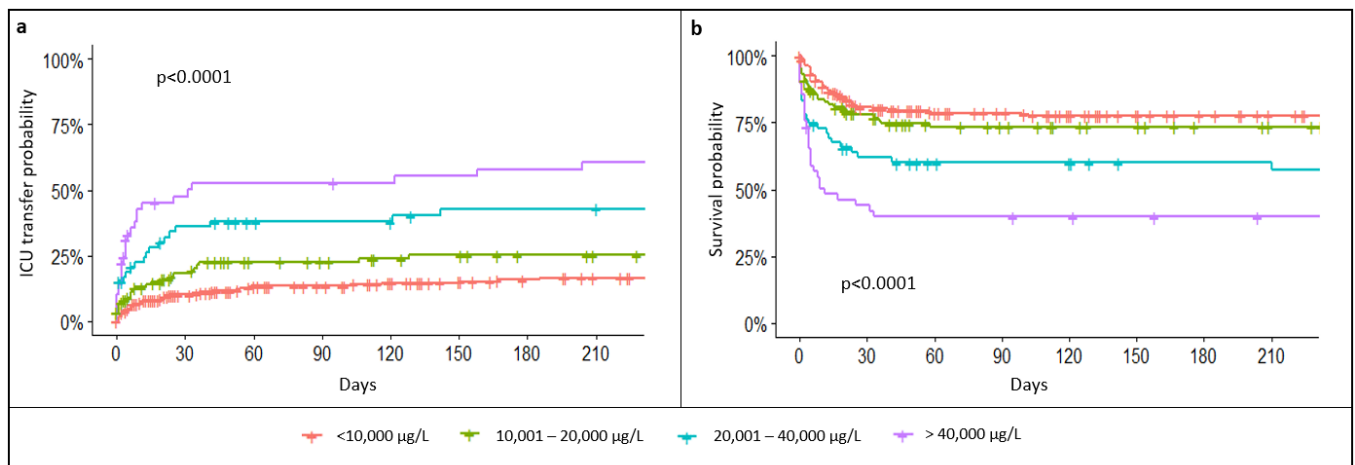 a
ICU transfer probability
100%
75%
50%
25%
0%
p<0.0001
0 30 60 90 120 150 180 210
Days
b
Survival probability
100%
75%
50%
25%
0%
p<0.0001
0 30 60 90 120 150 180 210
Days
<10,000 µg/L 10,001 – 20,000 µg/L 20,001 – 40,000 µg/L > 40,000 µg/L